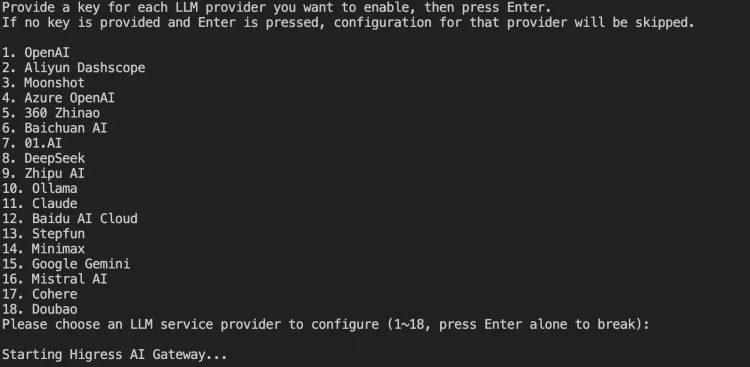 Provide a key for each LLM provider you want to enable, then press Enter.
If no key is provided and Enter is pressed, configuration for that provider will be skipped.
1. OpenAI
2. Aliyun Dashscope
3. Moonshot
4. Azure OpenAI
5. 360 Zhinao
6. Baichuan AI
7. 01.AI
8. DeepSeek
9. Zhipu AI
10. Ollama
11. Claude
12. Baidu AI Cloud
13. Stepfun
14. Minimax
15. Google Gemini
16. Mistral AI
17. Cohere
18. Doubao
Please choose an LLM service provider to configure (1~18, press Enter alone to break):
Starting Higress AI Gateway...